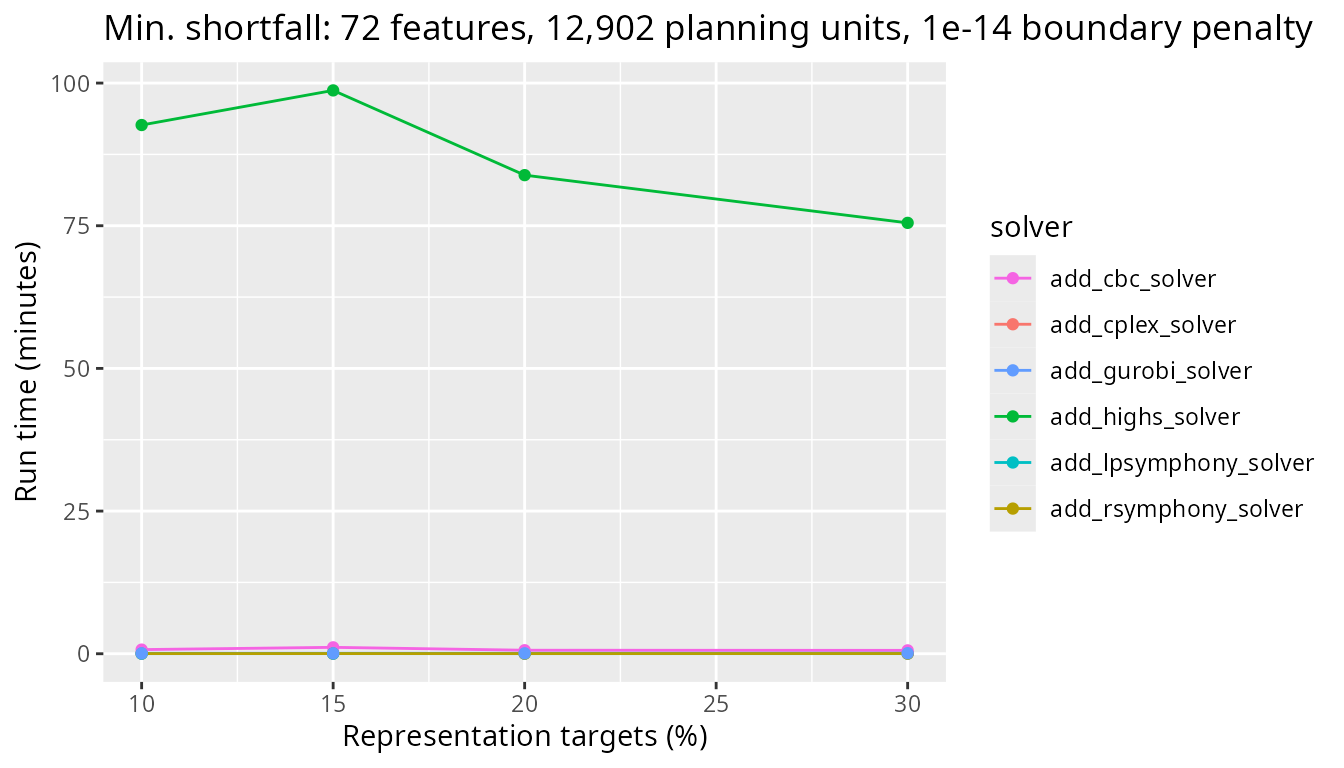 Min. shortfall: 72 features, 12,902 planning units, 1e-14 boundary penalty
100
75
50
25
0
Run time (minutes)
10
15
20
25
30
Representation targets (%)
solver
add_cbc_solver
add_cplex_solver
add_gurobi_solver
add_highs_solver
add_lpsymphony_solver
add_rsymphony_solver